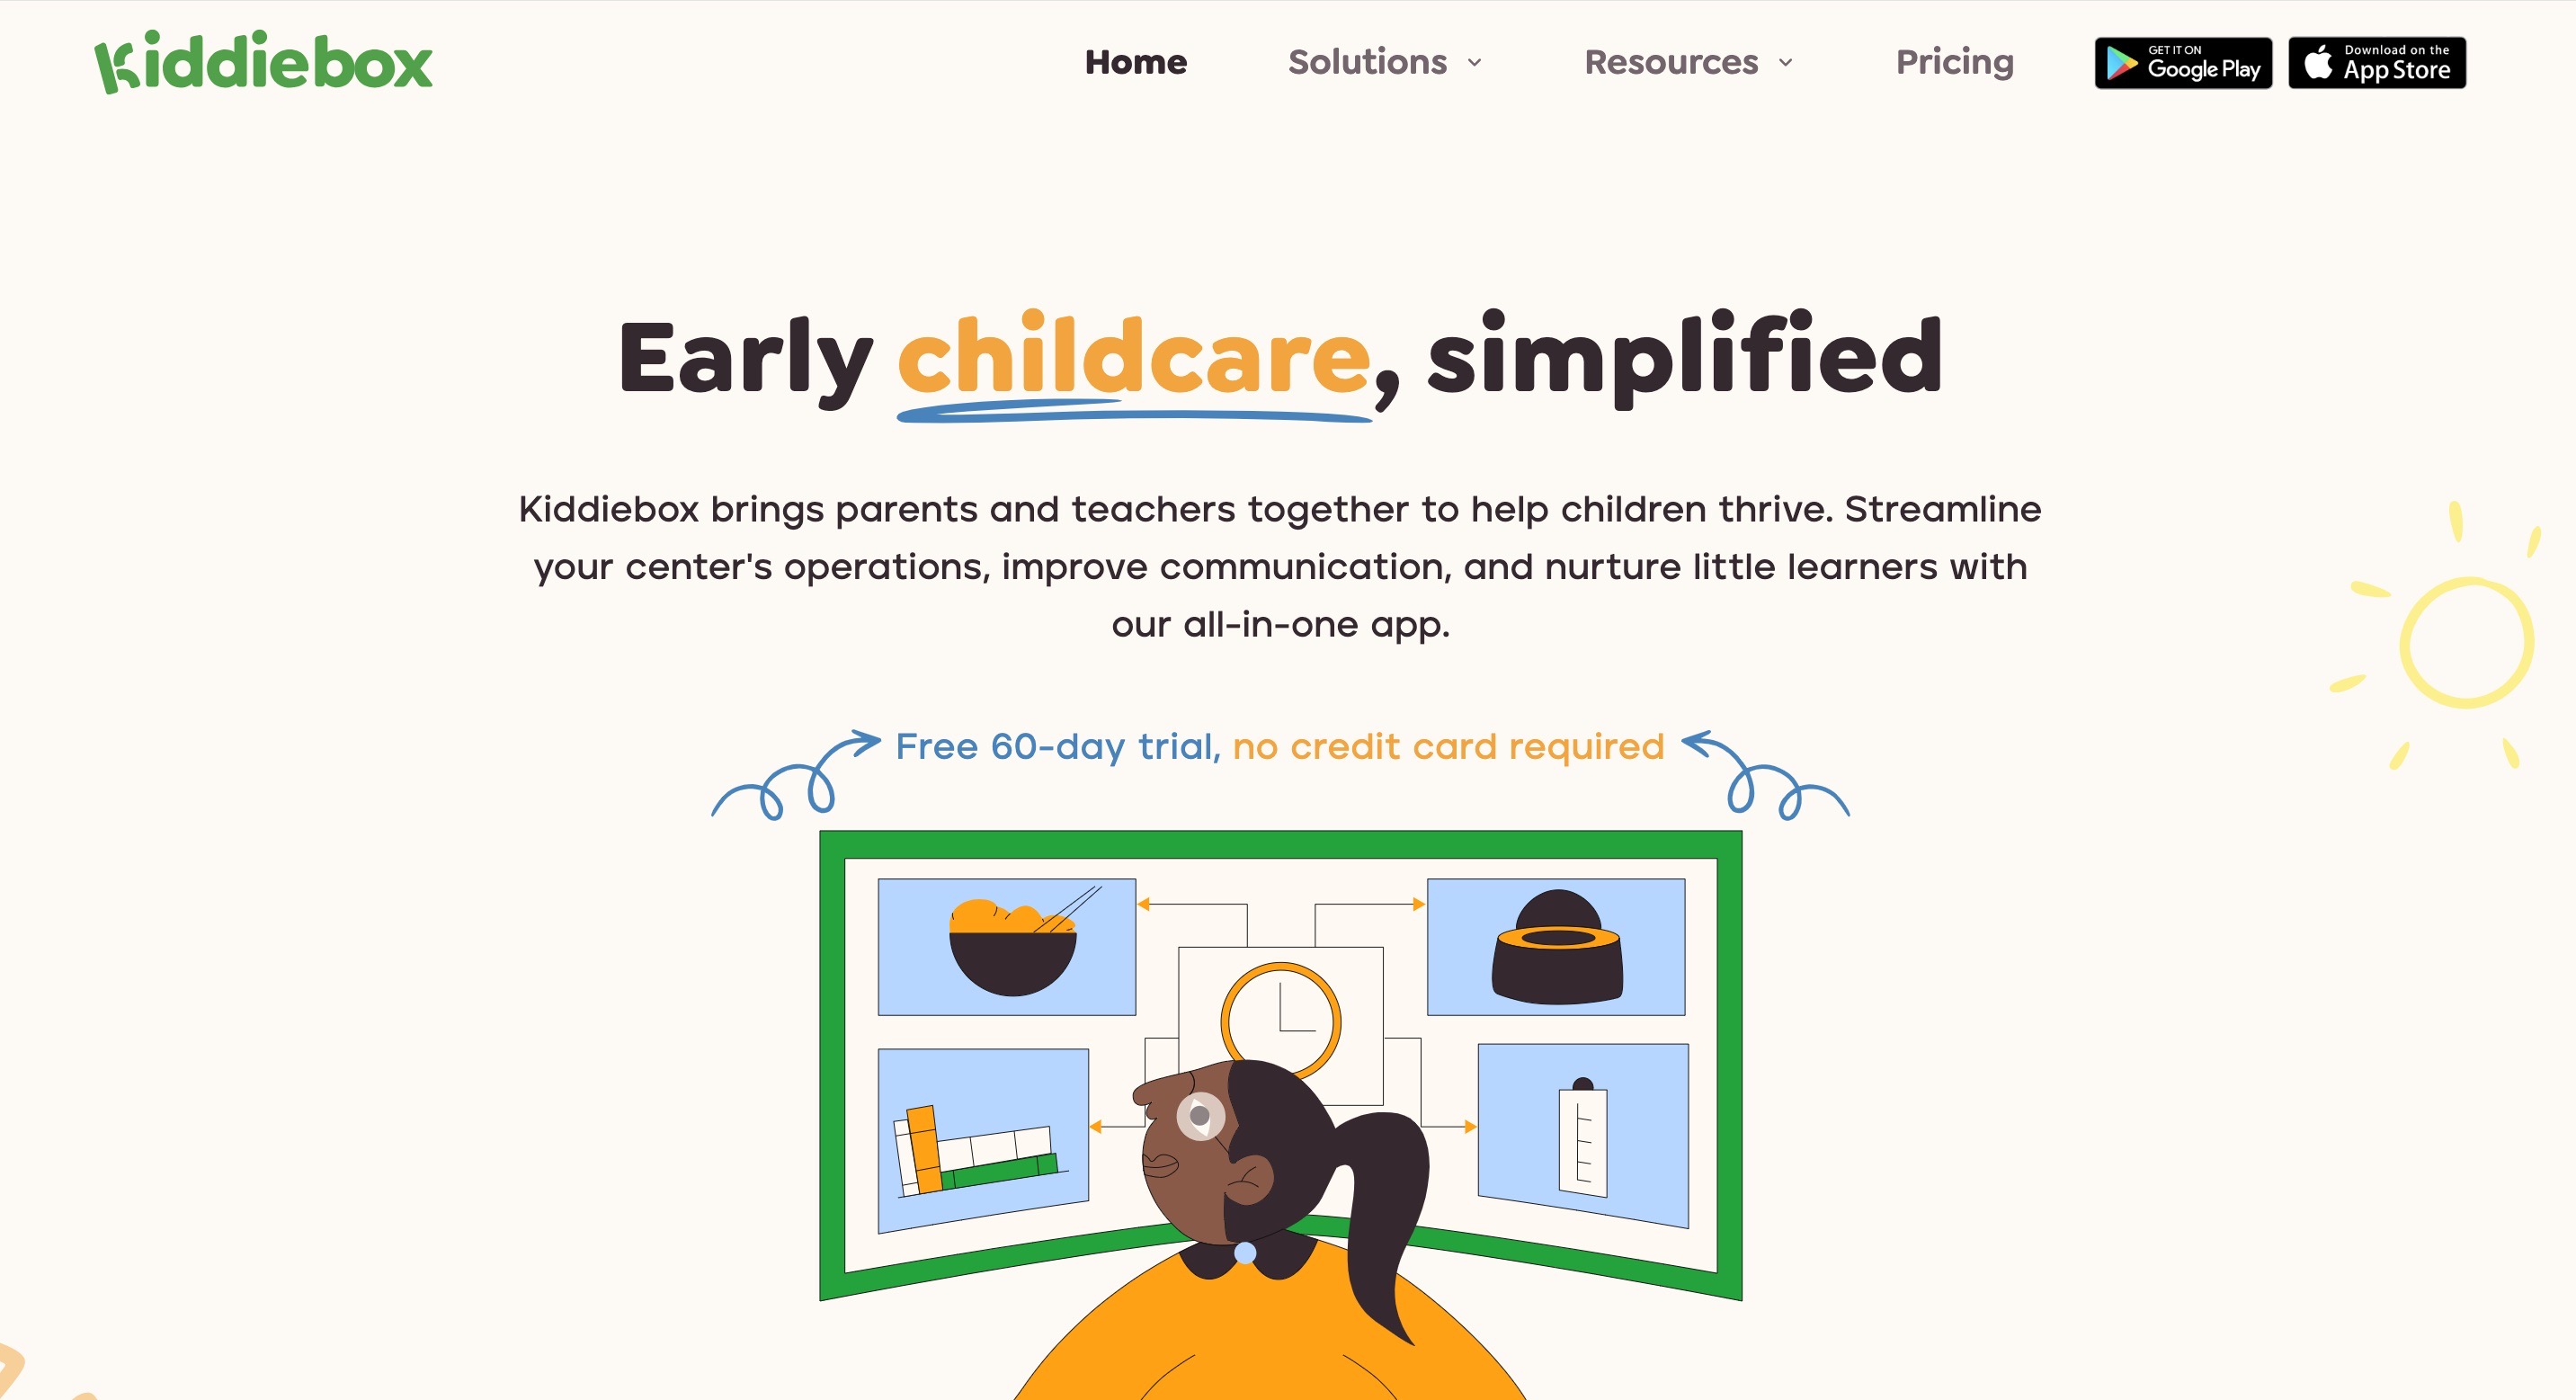 Kiddiebox
Home
Solutions
Resources
Pricing
GET IT ON
Google Play
Download on the
App Store
Early childcare, simplified
Kiddiebox brings parents and teachers together to help children thrive. Streamline
your center's operations, improve communication, and nurture little learners with
our all-in-one app.
Free 60-day trial, no credit card required